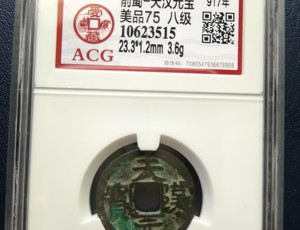 前蜀-天汉元宝 917年
美品75 八级
10623515
ACG 23.3*1.2mm 3.6g
天
寳 漢
元